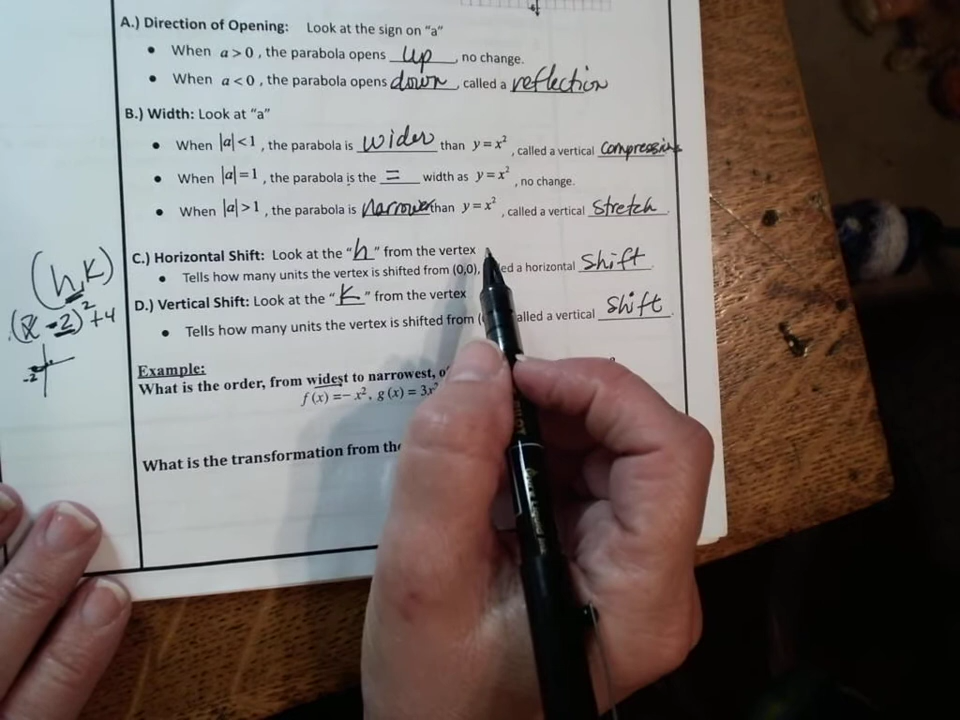 A.) Direction of Opening: Look at the sign on "a"
• When a > 0, the parabola opens up, no change.
• When a < 0, the parabola opens down, called a reflection
B.) Width: Look at "a"
• When |a| < 1, the parabola is wider than y = x², called a vertical compression
• When |a| = 1, the parabola is the = width as y = x², no change.
• When |a| > 1, the parabola is Narrower than y = x², called a vertical stretch.
(h, k)
C.) Horizontal Shift: Look at the "h" from the vertex
• Tells how many units the vertex is shifted from (0,0), a horizontal Shift.
D.) Vertical Shift: Look at the "K" from the vertex
(x - 2)² + 4
• Tells how many units the vertex is shifted from called a vertical shift.
-2
Example:
What is the order, from widest to narrowest,
f(x) = - x², g(x) = 3x²
What is the transformation from the